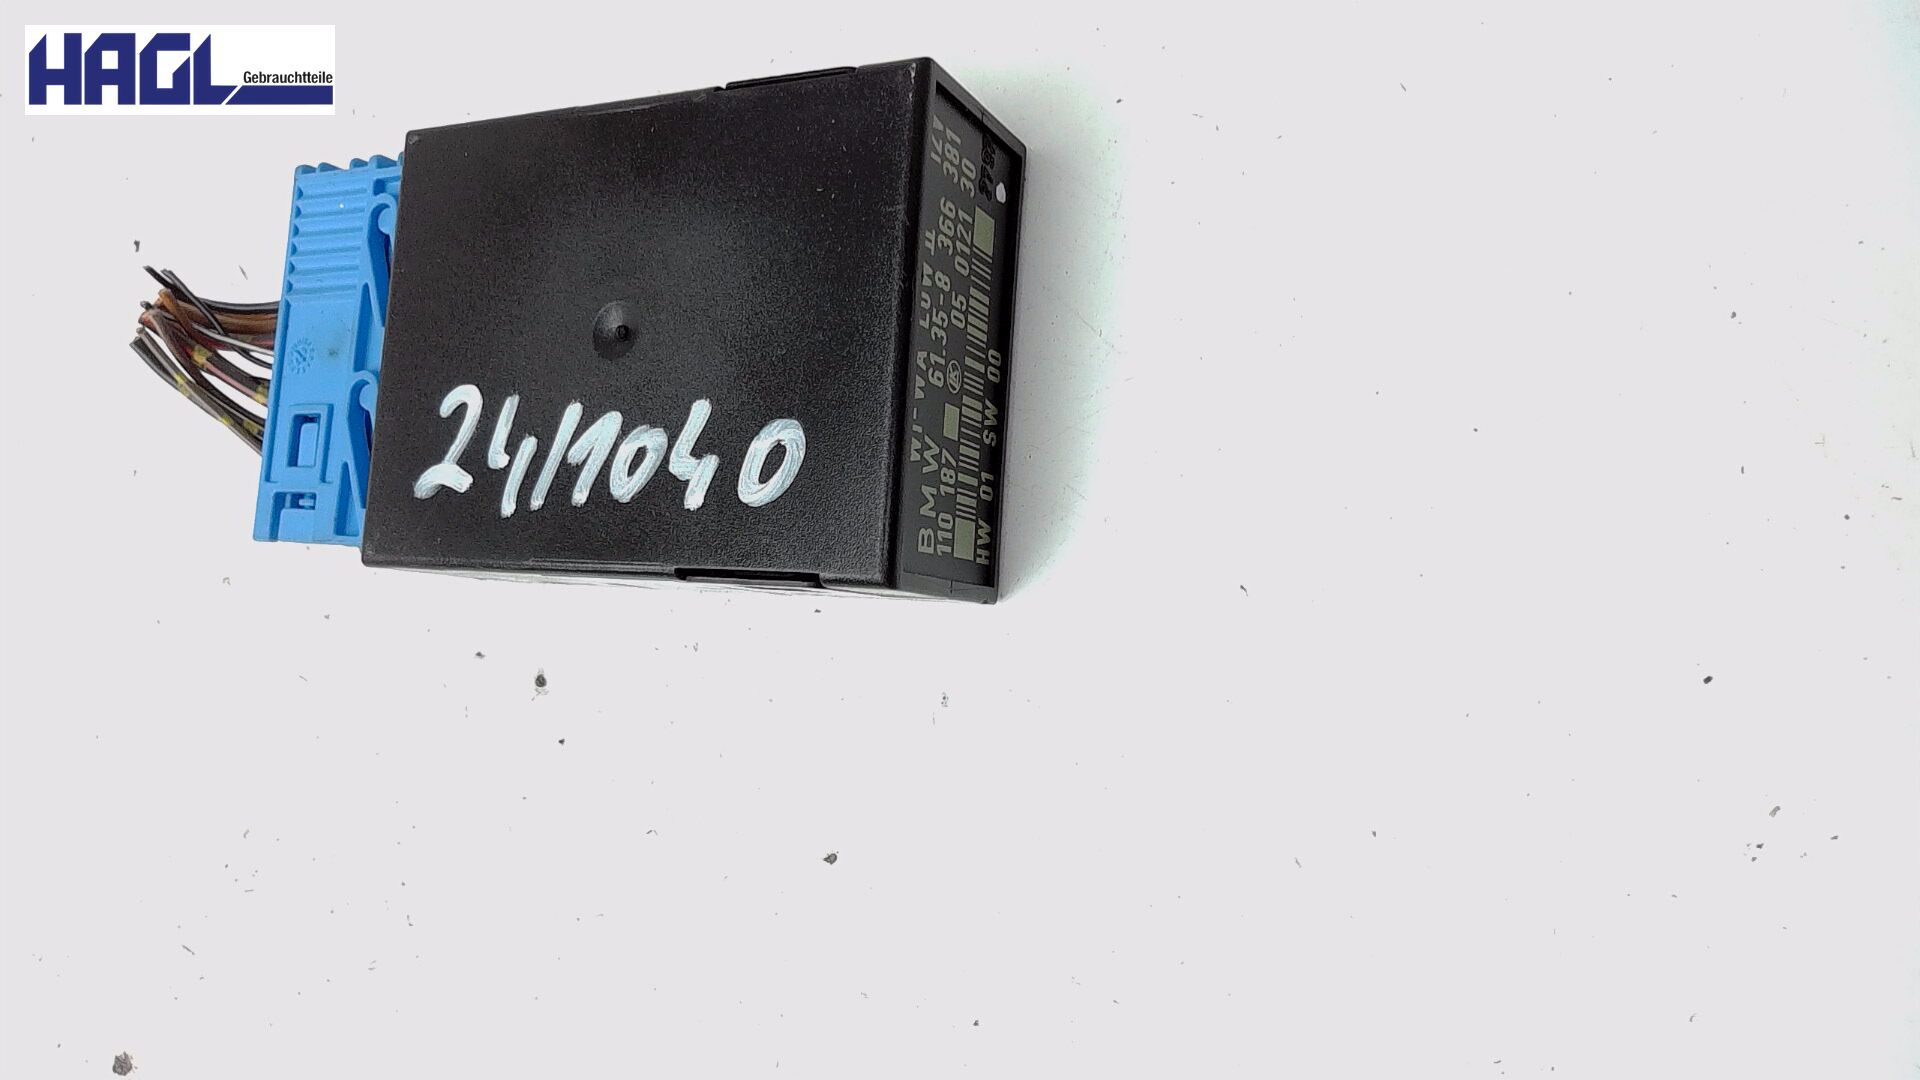 HAGL
Gebrauchtteile
24/1040
WI-WA LUW II
BMW 61.35-8 366 381
110 187 05 0121 30
HW 01 SW 00